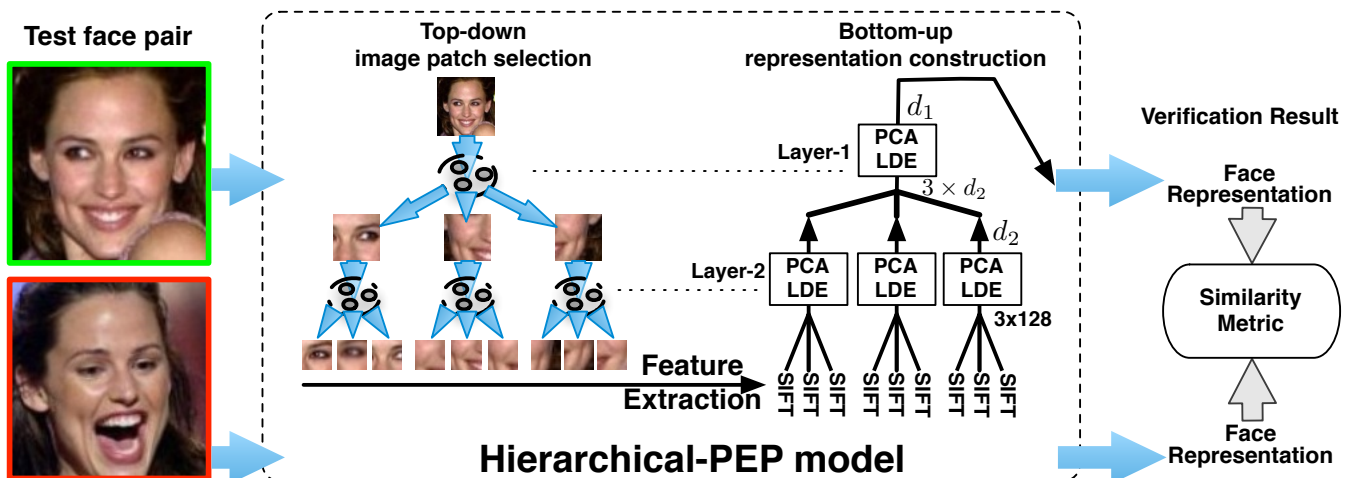 Test face pair
Top-down
image patch selection
Bottom-up
representation construction
d₁
PCA
LDE
Layer-1
3 × d₂
d₂
Layer-2
PCA
LDE
PCA
LDE
PCA
LDE
3x128
SIFT
SIFT
SIFT
SIFT
SIFT
SIFT
SIFT
SIFT
SIFT
Feature
Extraction
Hierarchical-PEP model
Verification Result
Face
Representation
Similarity
Metric
Face
Representation